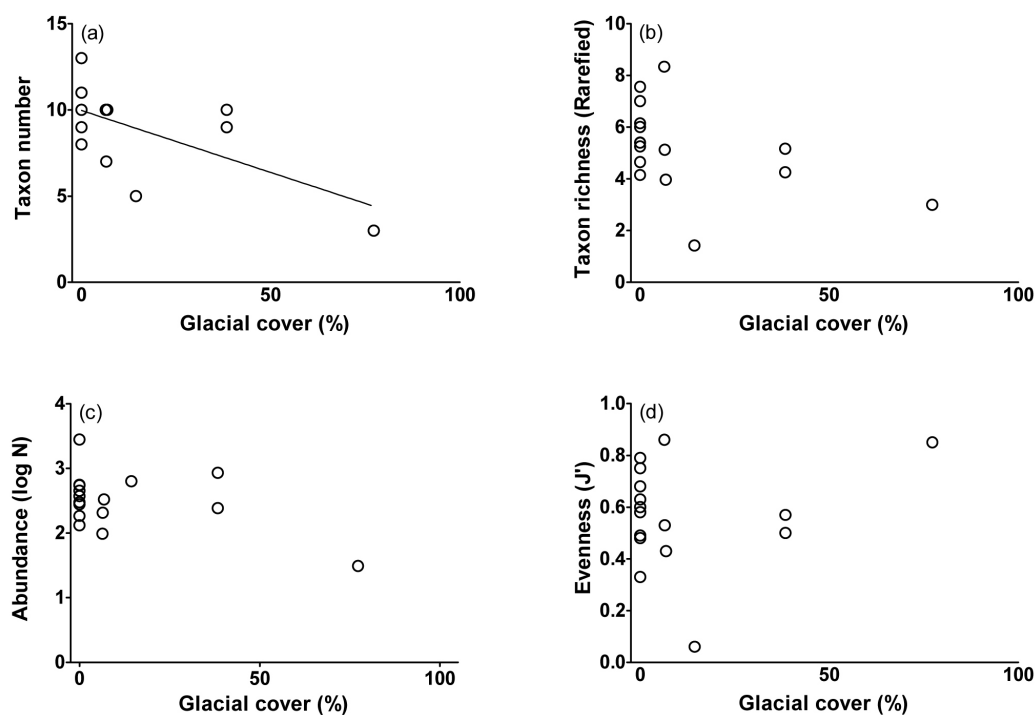 (a)
Taxon number
15
10
5
0
0 50 100
Glacial cover (%)
(b)
Taxon richness (Rarefied)
10
8
6
4
2
0
0 50 100
Glacial cover (%)
(c)
Abundance (log N)
4
3
2
1
0
0 50 100
Glacial cover (%)
(d)
Evenness (J')
1.0
0.8
0.6
0.4
0.2
0.0
0 50 100
Glacial cover (%)